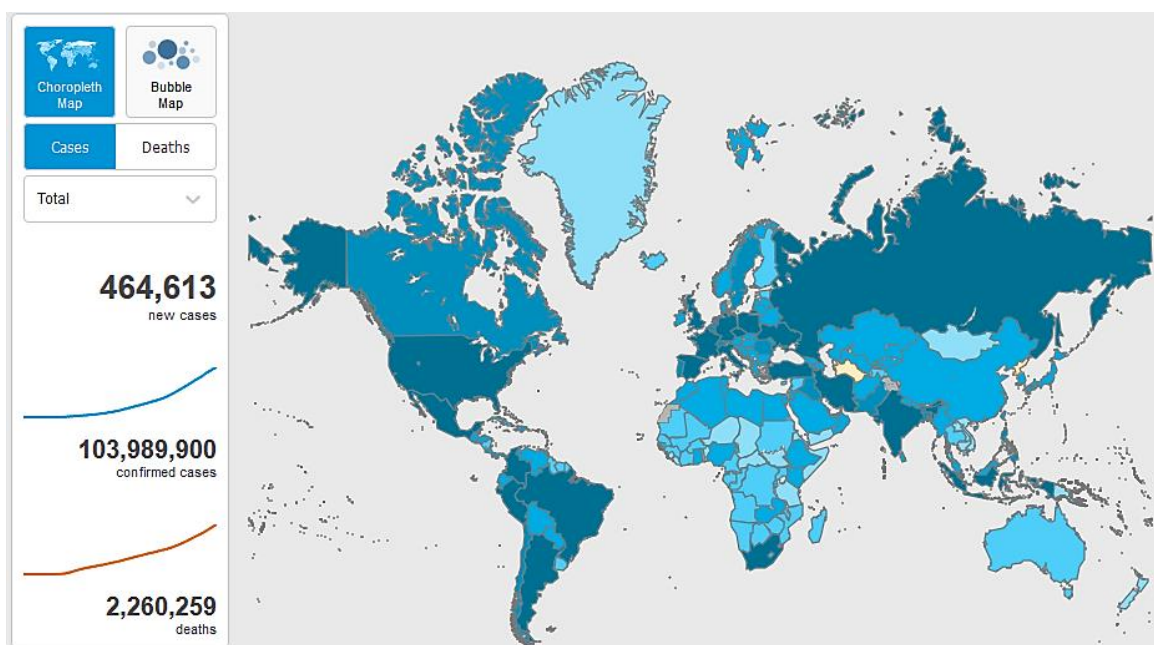 Choropleth
Map
Bubble
Map
Cases
Deaths
Total
464,613
new cases
103,989,900
confirmed cases
2,260,259
deaths